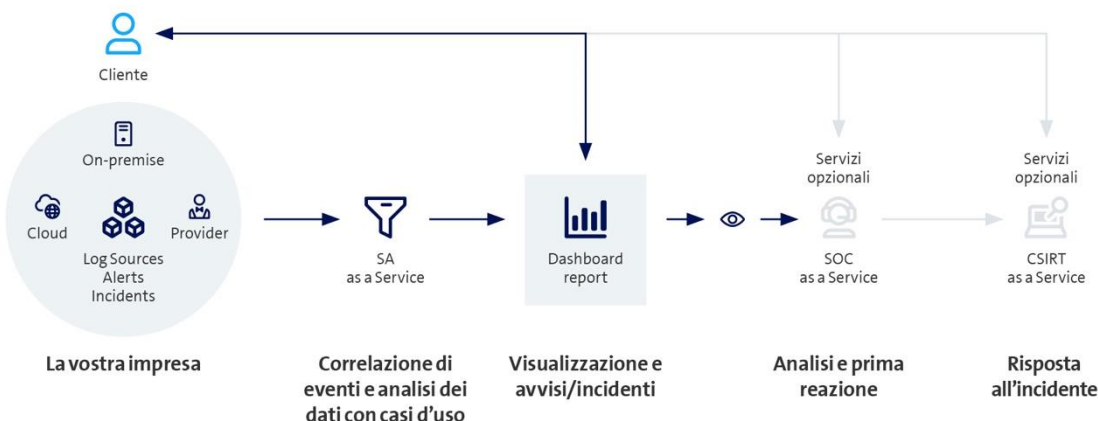 Cliente
On-premise
Cloud
Provider
Log Sources
Alerts
Incidents
SA
as a Service
Dashboard
report
Servizi
opzionali
SOC
as a Service
Servizi
opzionali
CSIRT
as a Service
La vostra impresa
Correlazione di
eventi e analisi dei
dati con casi d'uso
Visualizzazione e
avvisi/incidenti
Analisi e prima
reazione
Risposta
all'incidente